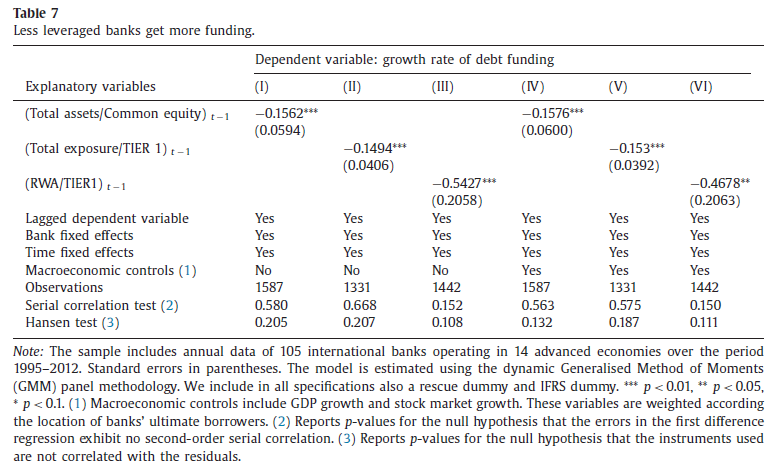 Table 7
Less leveraged banks get more funding.
Dependent variable: growth rate of debt funding
Explanatory variables (I) (II) (III) (IV) (V) (VI)
(Total assets/Common equity) t−1 −0.1562*** −0.1576***
(0.0594) (0.0600)
(Total exposure/TIER 1) t−1 −0.1494*** −0.153***
(0.0406) (0.0392)
(RWA/TIER1) t−1 −0.5427*** −0.4678**
(0.2058) (0.2063)
Lagged dependent variable Yes Yes Yes Yes Yes Yes
Bank fixed effects Yes Yes Yes Yes Yes Yes
Time fixed effects Yes Yes Yes Yes Yes Yes
Macroeconomic controls (1) No No No Yes Yes Yes
Observations 1587 1331 1442 1587 1331 1442
Serial correlation test (2) 0.580 0.668 0.152 0.563 0.575 0.150
Hansen test (3) 0.205 0.207 0.108 0.132 0.187 0.111
Note: The sample includes annual data of 105 international banks operating in 14 advanced economies over the period
1995–2012. Standard errors in parentheses. The model is estimated using the dynamic Generalised Method of Moments
(GMM) panel methodology. We include in all specifications also a rescue dummy and IFRS dummy. *** p < 0.01, ** p < 0.05,
* p < 0.1. (1) Macroeconomic controls include GDP growth and stock market growth. These variables are weighted according
the location of banks' ultimate borrowers. (2) Reports p-values for the null hypothesis that the errors in the first difference
regression exhibit no second-order serial correlation. (3) Reports p-values for the null hypothesis that the instruments used
are not correlated with the residuals.